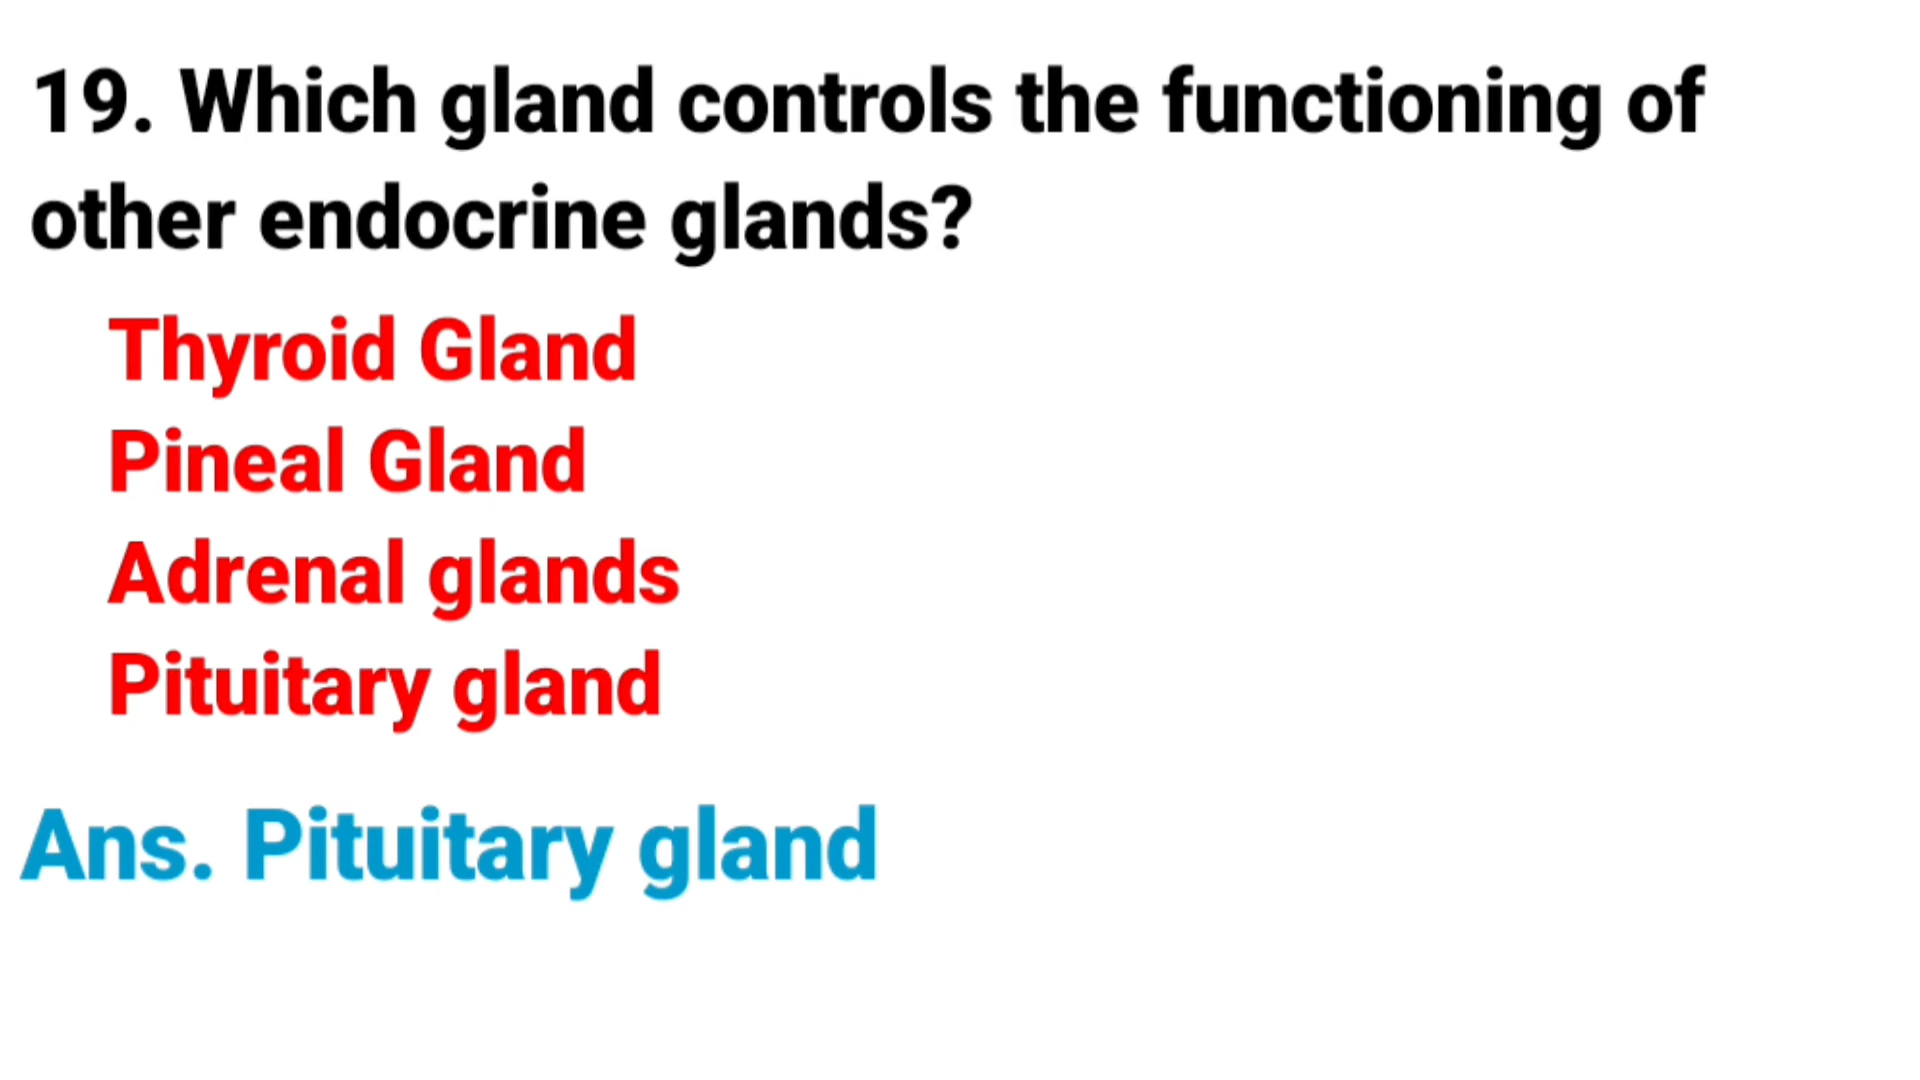 19. Which gland controls the functioning of
other endocrine glands?
Thyroid Gland
Pineal Gland
Adrenal glands
Pituitary gland
Ans. Pituitary gland